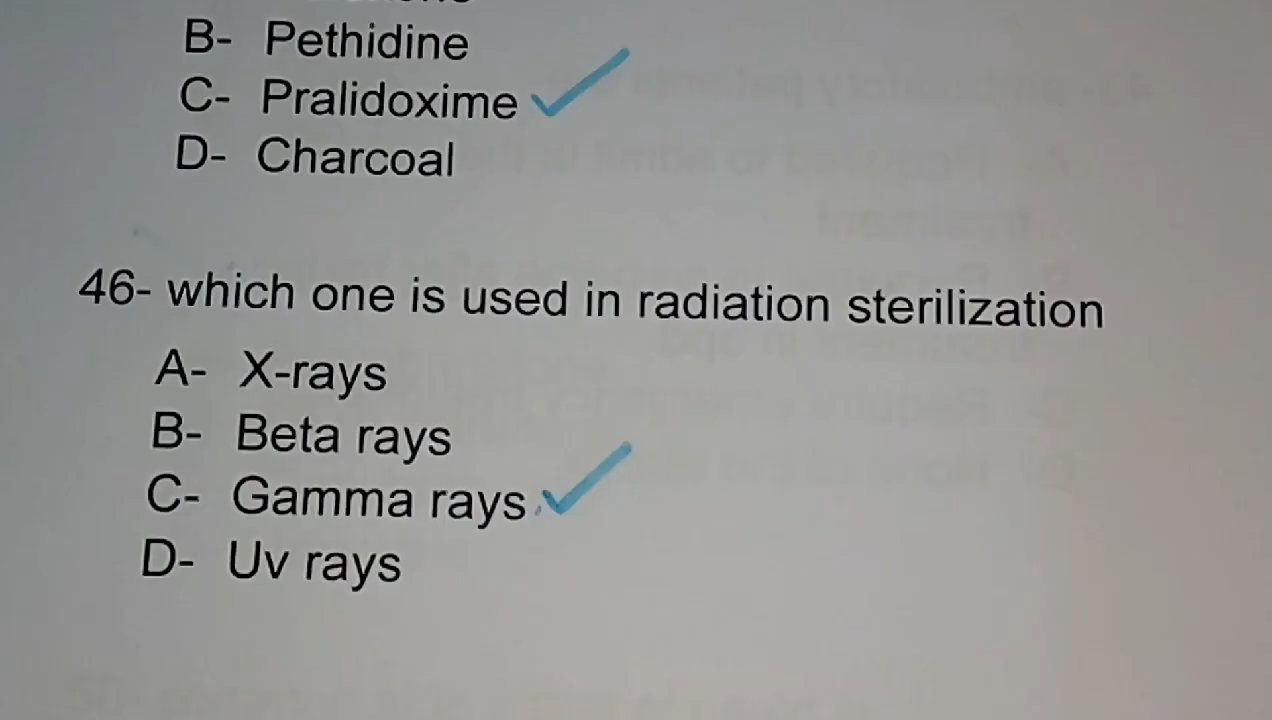 B- Pethidine
C- Pralidoxime
D- Charcoal
46- which one is used in radiation sterilization
A- X-rays
B- Beta rays
C- Gamma rays
D- Uv rays